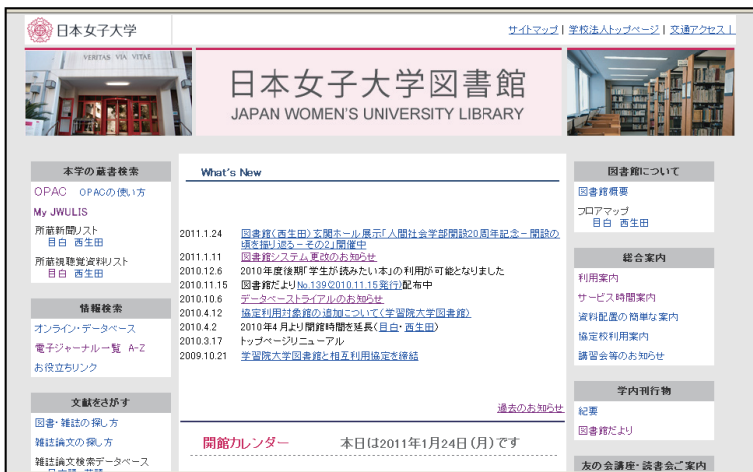 日本女子大学
サイトマップ | 学校法人トップページ | 交通アクセス |
VERITAS VIA VITAE
日本女子大学図書館
JAPAN WOMEN'S UNIVERSITY LIBRARY
本学の蔵書検索
OPAC OPACの使い方
My JWULIS
所蔵新聞リスト
目白 西生田
所蔵視聴覚資料リスト
目白 西生田
情報検索
オンライン・データベース
電子ジャーナル一覧 A-Z
お役立ちリンク
文献をさがす
図書・雑誌の探し方
雑誌論文の探し方
雑誌論文検索データベース
What's New
2011.1.24 図書館(西生田)玄関ホール展示「人間社会学部開設20周年記念-開設の
頃を振り返る-その2」開催中
2011.1.11 図書館システム更改のお知らせ
2010.12.6 2010年度後期「学生が読みたい本」の利用が可能となりました
2010.11.15 図書館だよりNo.139(2010.11.15発行)配布中
2010.10.6 データベーストライアルのお知らせ
2010.4.12 協定利用対象館の追加について(学習院大学図書館)
2010.4.2 2010年4月より開館時間を延長(目白・西生田)
2010.3.17 トップページリニューアル
2009.10.21 学習院大学図書館と相互利用協定を締結
過去のお知らせ
開館カレンダー 本日は2011年1月24日(月)です
図書館について
図書館概要
フロアマップ
目白 西生田
総合案内
利用案内
サービス時間案内
資料配置の簡単な案内
協定校利用案内
講習会等のお知らせ
学内刊行物
紀要
図書館だより
友の会講座・読書会ご案内